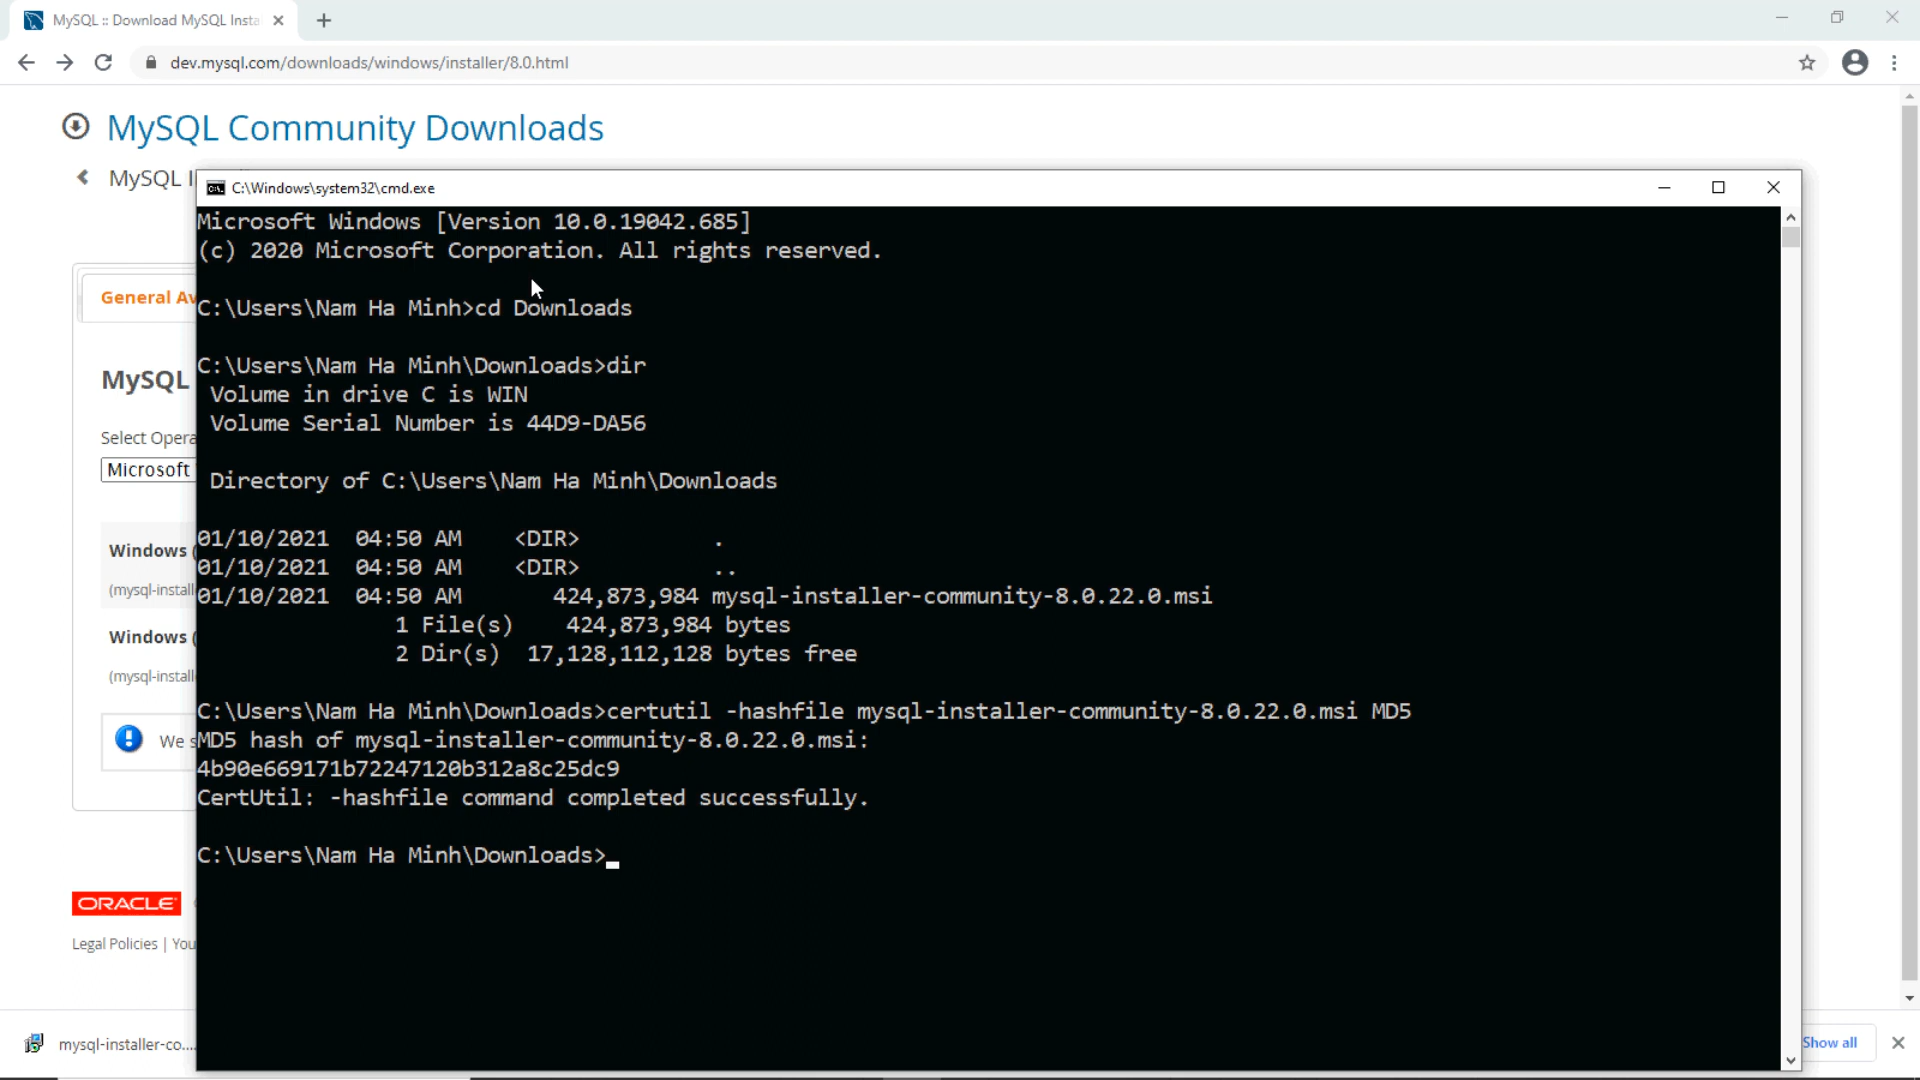 MySQL :: Download MySQL Insta
dev.mysql.com/downloads/windows/installer/8.0.html
MySQL Community Downloads
MySQL I
C:\Windows\system32\cmd.exe
Microsoft Windows [Version 10.0.19042.685]
(c) 2020 Microsoft Corporation. All rights reserved.
General Av
C:\Users\Nam Ha Minh>cd Downloads
C:\Users\Nam Ha Minh\Downloads>dir
MySQL
Volume in drive C is WIN
Volume Serial Number is 44D9-DA56
Select Opera
Microsoft
Directory of C:\Users\Nam Ha Minh\Downloads
01/10/2021 04:50 AM <DIR> .
Windows (
01/10/2021 04:50 AM <DIR> ..
(mysql-install
01/10/2021 04:50 AM 424,873,984 mysql-installer-community-8.0.22.0.msi
1 File(s) 424,873,984 bytes
Windows (
2 Dir(s) 17,128,112,128 bytes free
(mysql-install
C:\Users\Nam Ha Minh\Downloads>certutil -hashfile mysql-installer-community-8.0.22.0.msi MD5
We s
MD5 hash of mysql-installer-community-8.0.22.0.msi:
4b90e669171b72247120b312a8c25dc9
CertUtil: -hashfile command completed successfully.
C:\Users\Nam Ha Minh\Downloads>
ORACLE
Legal Policies | You
mysql-installer-co....
Show all